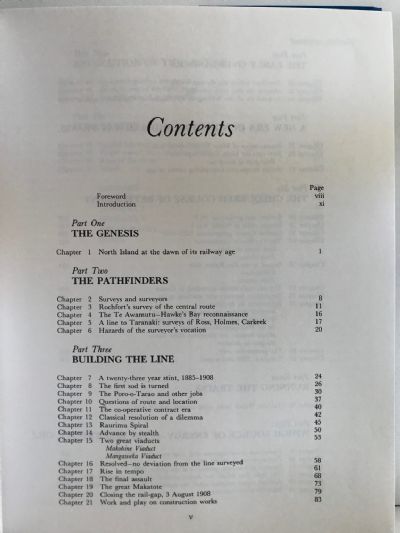 Contents
Page
Foreword viii
Introduction xi
Part One
THE GENESIS
Chapter 1 North Island at the dawn of its railway age 1
Part Two
THE PATHFINDERS
Chapter 2 Surveys and surveyors 8
Chapter 3 Rochfort's survey of the central route 11
Chapter 4 The Te Awamutu–Hawke's Bay reconnaissance 16
Chapter 5 A line to Taranaki: surveys of Ross, Holmes, Carkeek 17
Chapter 6 Hazards of the surveyor's vocation 20
Part Three
BUILDING THE LINE
Chapter 7 A twenty-three year stint, 1885–1908 24
Chapter 8 The first sod is turned 26
Chapter 9 The Poro-o-Tarao and other jobs 30
Chapter 10 Questions of route and location 37
Chapter 11 The co-operative contract era 40
Chapter 12 Classical resolution of a dilemma 42
Chapter 13 Raurimu Spiral 45
Chapter 14 Advance by stealth 50
Chapter 15 Two great viaducts 53
Makohine Viaduct
Mangaweka Viaduct
Chapter 16 Resolved—no deviation from the line surveyed 58
Chapter 17 Rise in tempo 61
Chapter 18 The final assault 68
Chapter 19 The great Makatote 73
Chapter 20 Closing the rail-gap, 3 August 1908 79
Chapter 21 Work and play on construction works 83
v